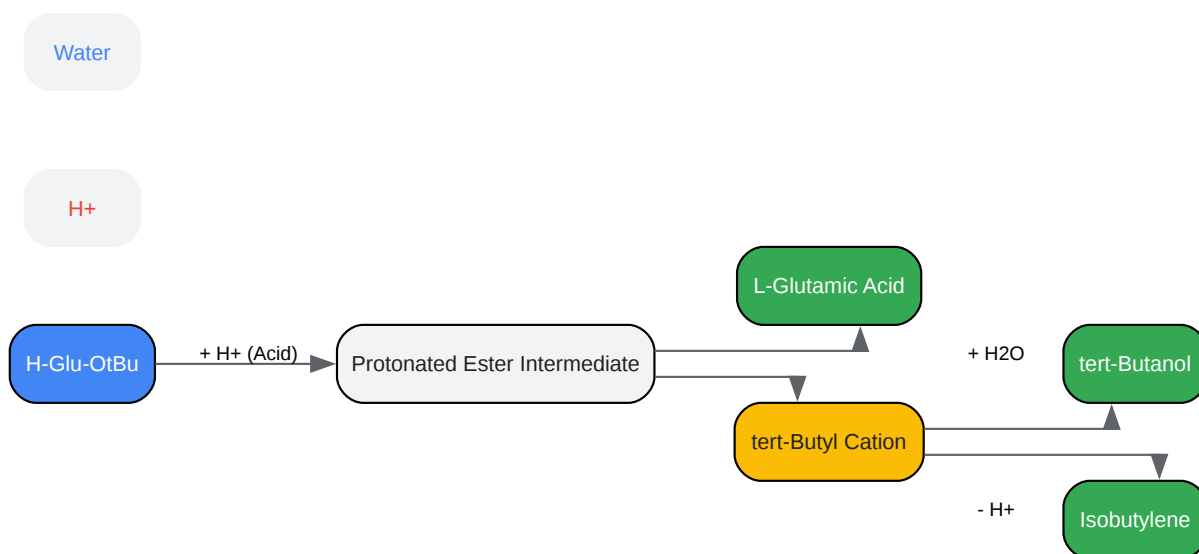 Water
H+
L-Glutamic Acid
H-Glu-OtBu
+ H+ (Acid)
Protonated Ester Intermediate
+ H2O
tert-Butanol
tert-Butyl Cation
- H+
Isobutylene